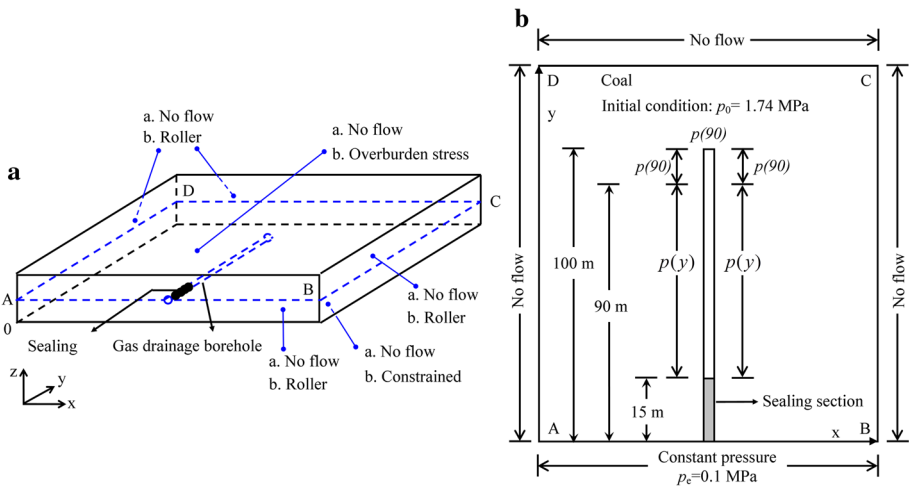 a
a. No flow
b. Roller
a. No flow
b. Overburden stress
D
C
A
B
0
a. No flow
b. Roller
Sealing
Gas drainage borehole
a. No flow
b. Roller
a. No flow
b. Constrained
z
y
x
b
No flow
D
Coal
C
y
Initial condition: p0= 1.74 MPa
p(90)
p(90)
p(90)
No flow
100 m
p(y)
p(y)
No flow
90 m
15 m
Sealing section
A
x
B
Constant pressure
pe=0.1 MPa